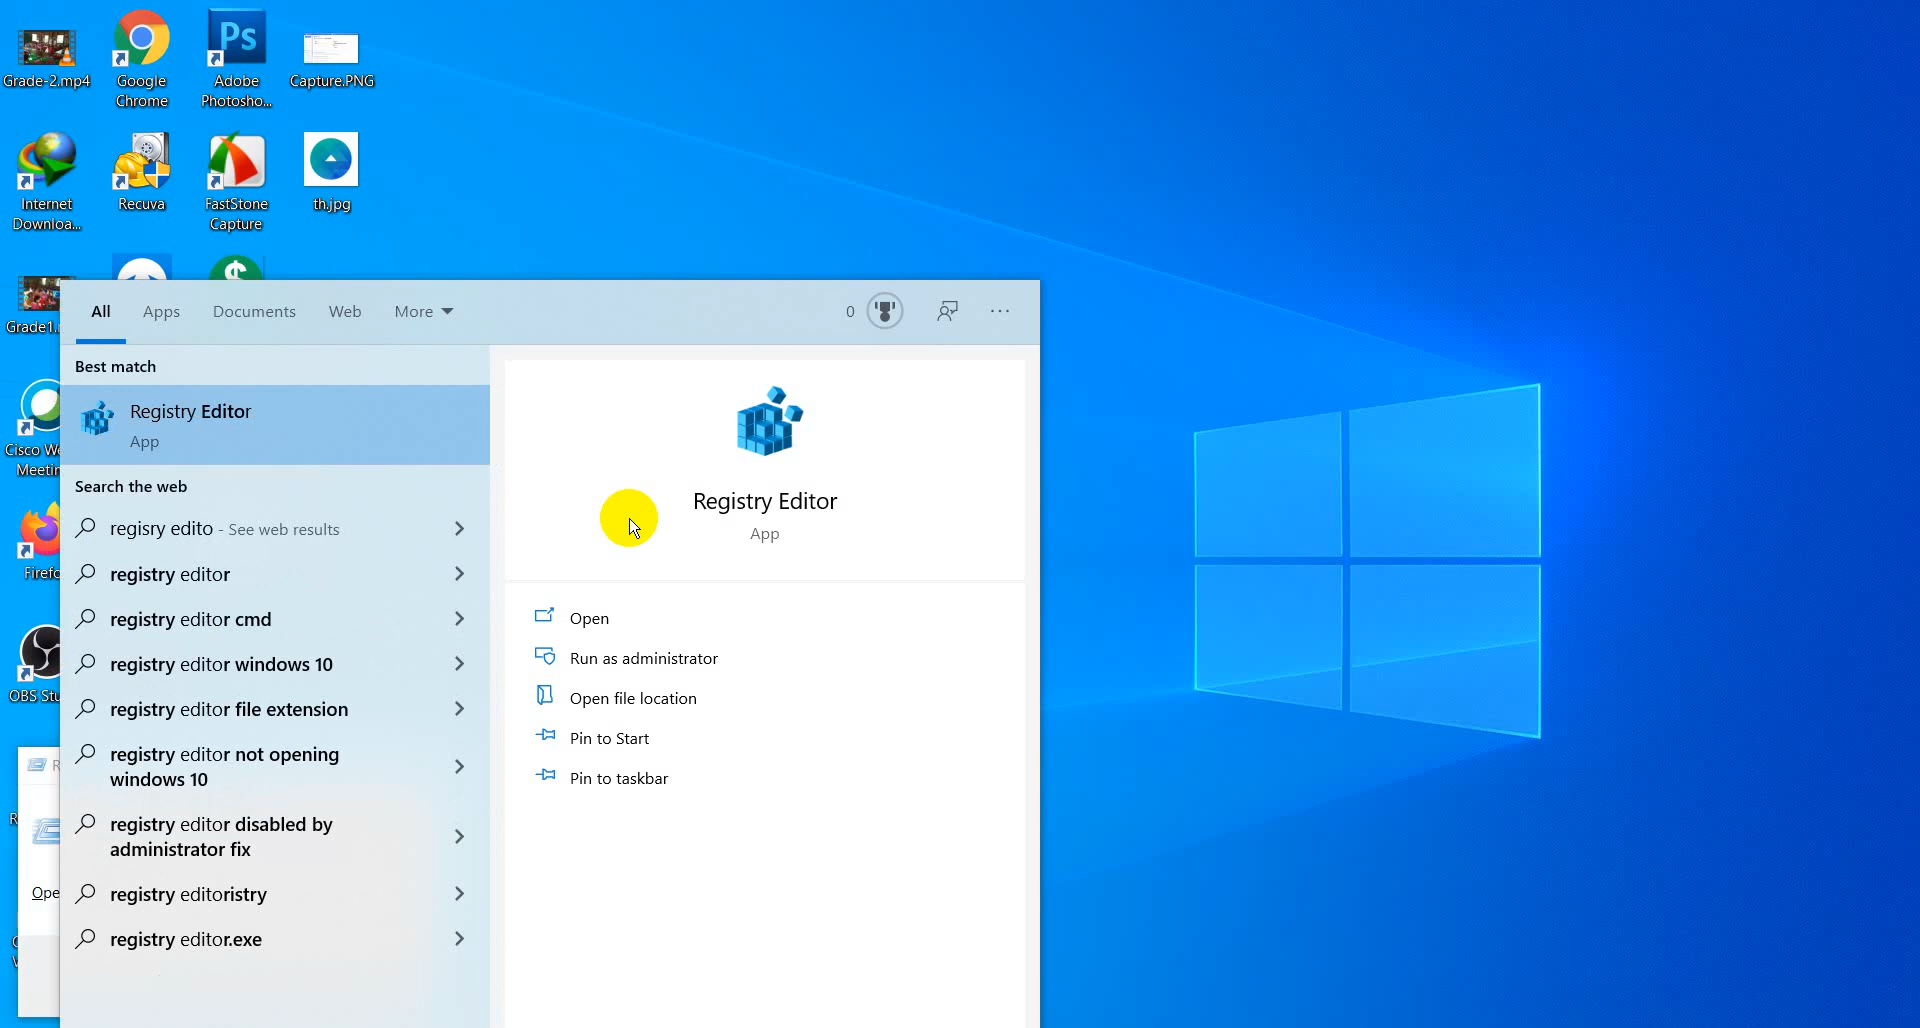 Grade-2.mp4
Google
Chrome
Ps
Adobe
Photosho...
Capture.PNG
Internet
Downloa...
Recuva
FastStone
Capture
th.jpg
$
Grade1.
Cisco We
Meetin
Firefo
OBS Stu
R
Ope
All
Apps
Documents
Web
More
0
Best match
Registry Editor
App
Search the web
regisry edito - See web results
registry editor
registry editor cmd
registry editor windows 10
registry editor file extension
registry editor not opening
windows 10
registry editor disabled by
administrator fix
registry editoristry
registry editor.exe
Registry Editor
App
Open
Run as administrator
Open file location
Pin to Start
Pin to taskbar